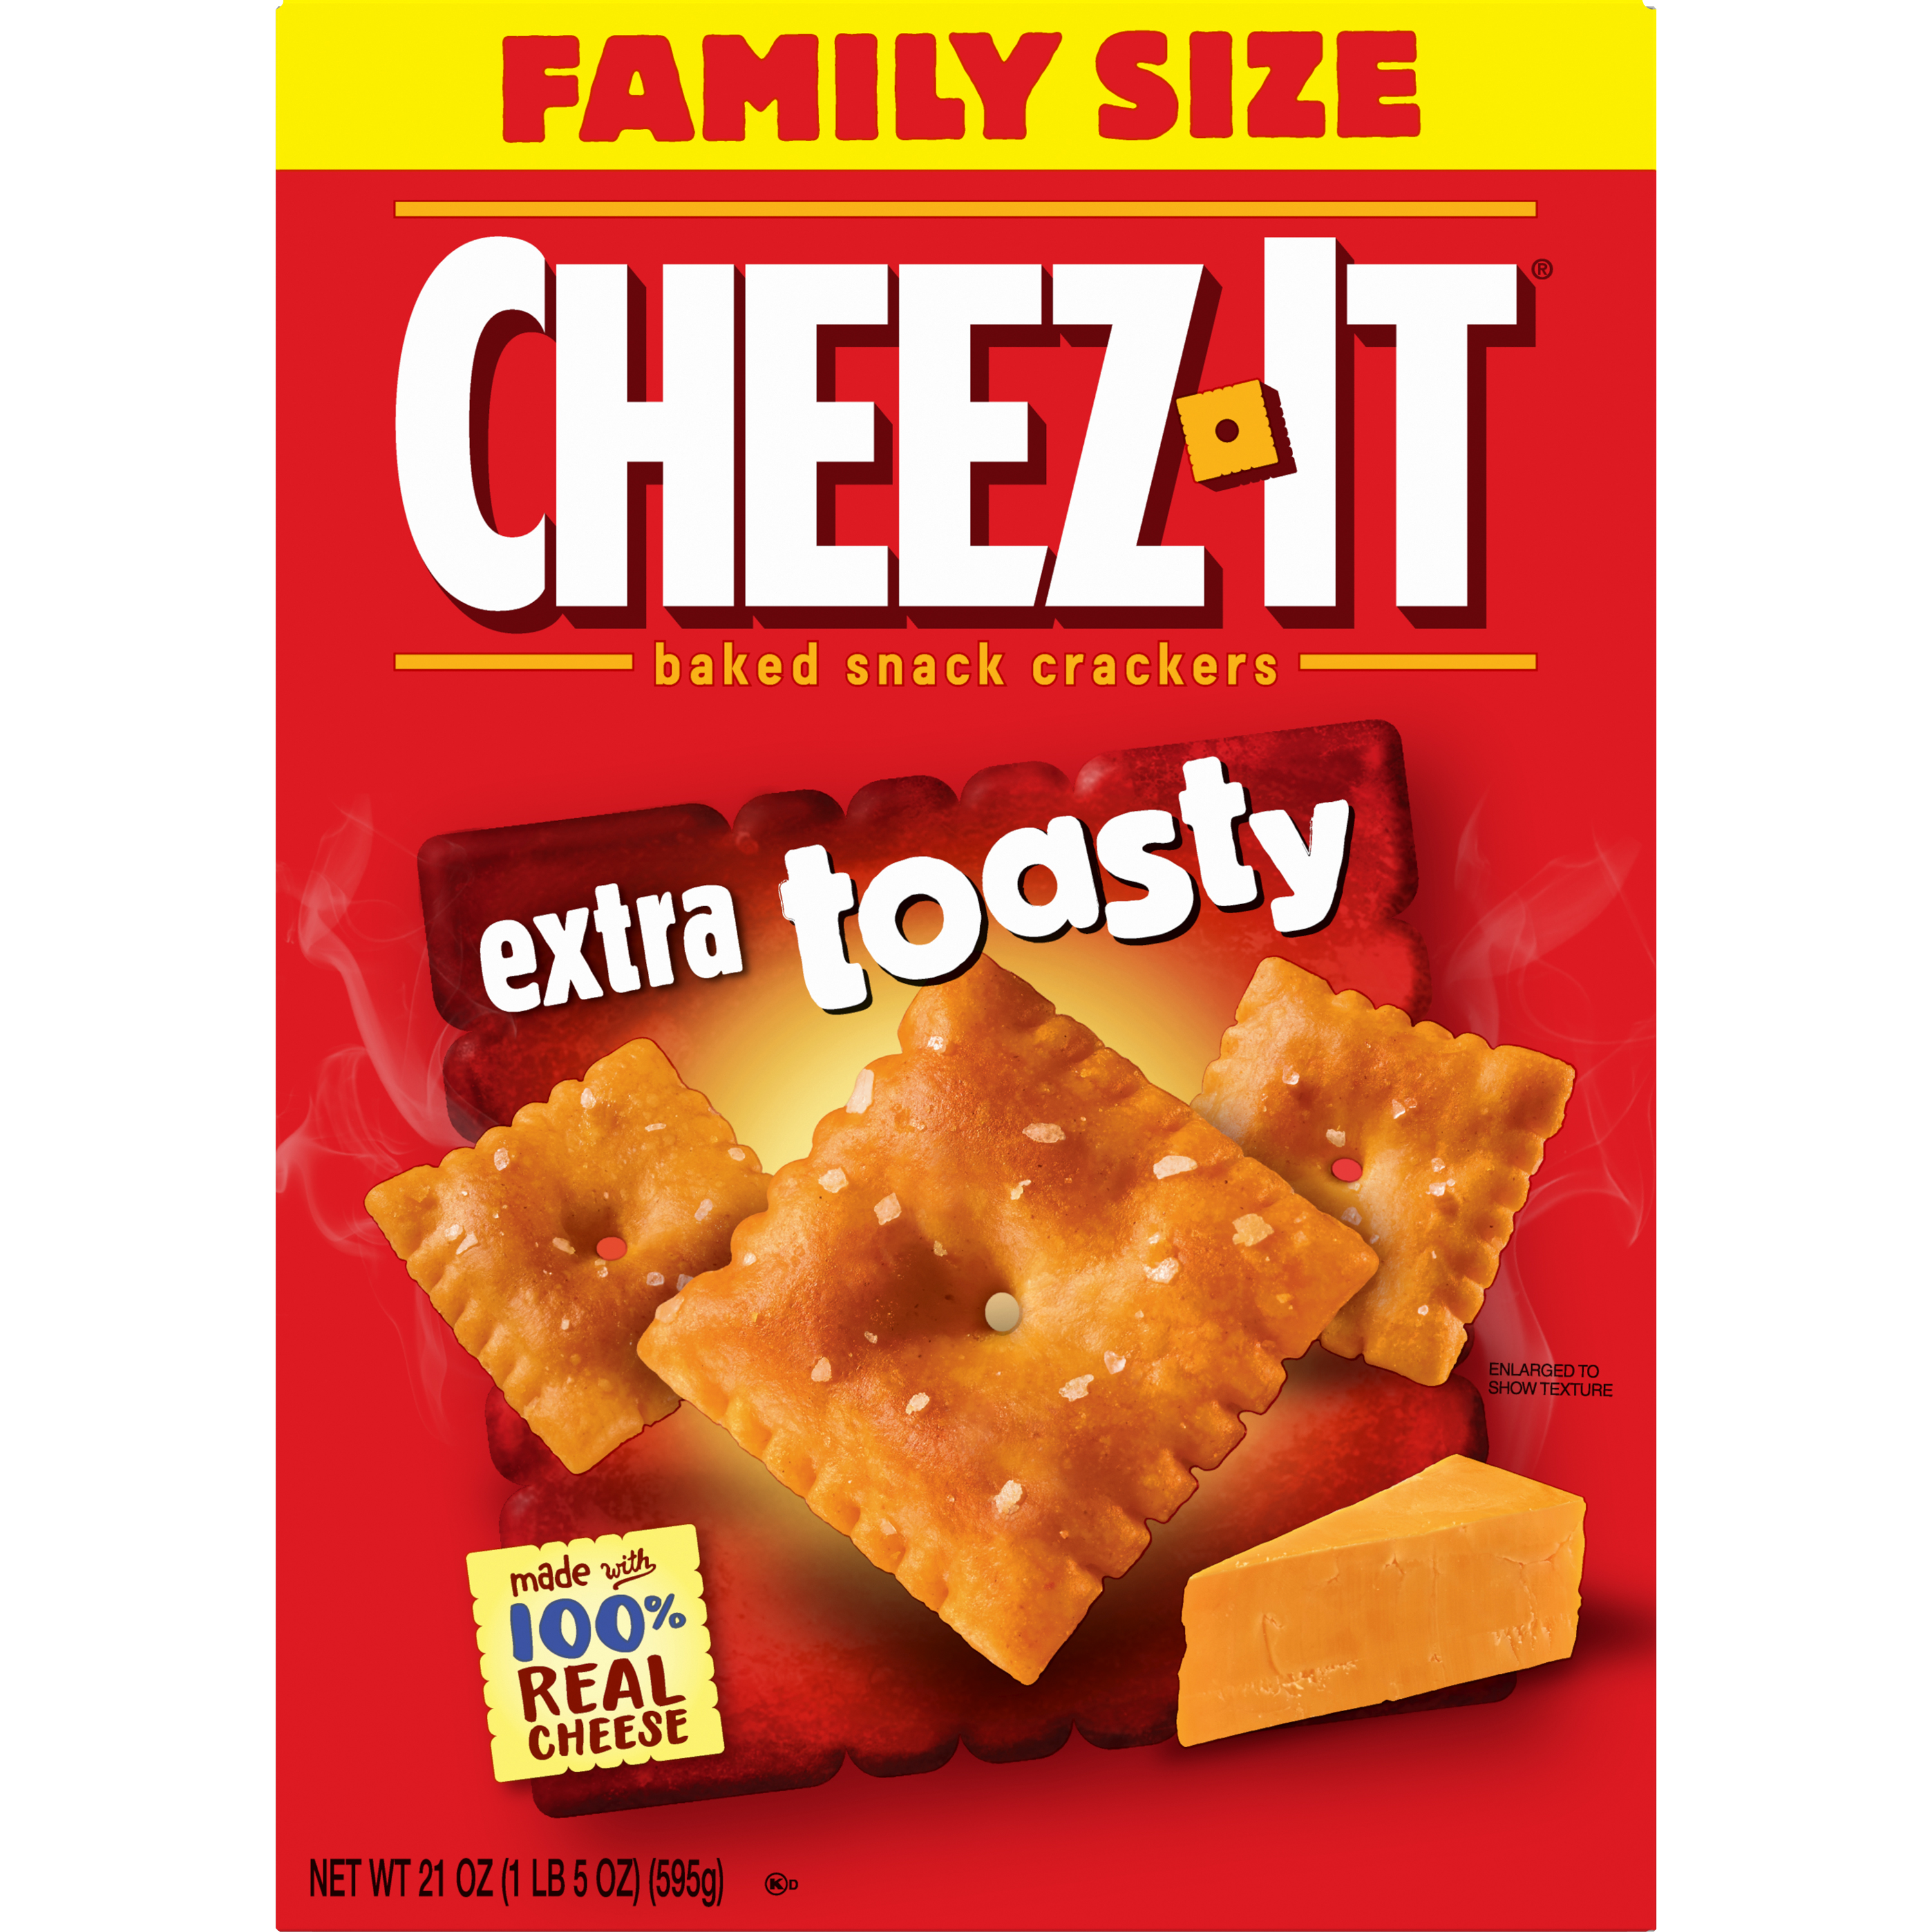 FAMILY SIZE
CHEEZ-IT®
baked snack crackers
extra toasty
ENLARGED TO
SHOW TEXTURE
made with
100%
REAL
CHEESE
NET WT 21 OZ (1 LB 5 OZ) (595g) K D